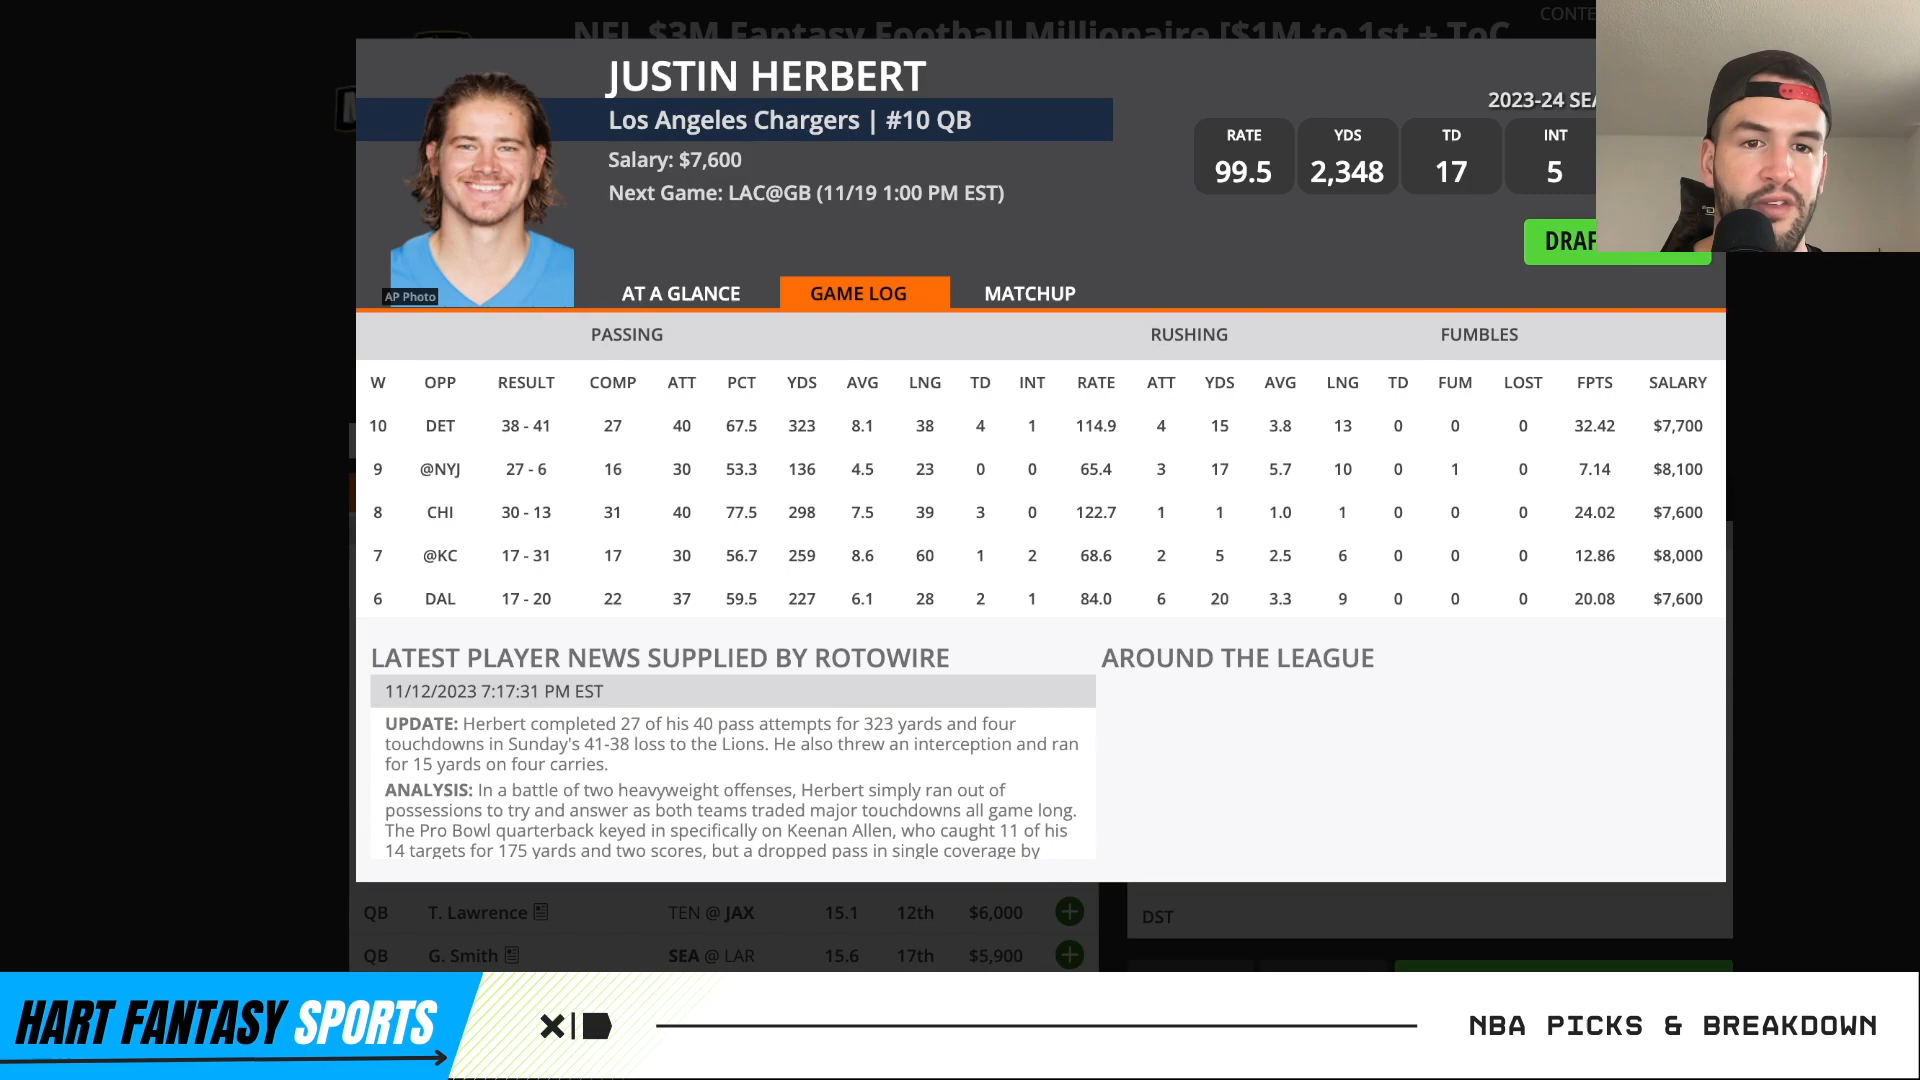 NFL $3M Fantasy Football Millionaire [$1M to 1st + ToC
CONTE
JUSTIN HERBERT
Los Angeles Chargers | #10 QB
Salary: $7,600
Next Game: LAC@GB (11/19 1:00 PM EST)
2023-24 SEA
RATE YDS TD INT
99.5 2,348 17 5
DRAF
AP Photo
AT A GLANCE GAME LOG MATCHUP
PASSING RUSHING FUMBLES
W OPP RESULT COMP ATT PCT YDS AVG LNG TD INT RATE ATT YDS AVG LNG TD FUM LOST FPTS SALARY
10 DET 38 - 41 27 40 67.5 323 8.1 38 4 1 114.9 4 15 3.8 13 0 0 0 32.42 $7,700
9 @NYJ 27 - 6 16 30 53.3 136 4.5 23 0 0 65.4 3 17 5.7 10 0 1 0 7.14 $8,100
8 CHI 30 - 13 31 40 77.5 298 7.5 39 3 0 122.7 1 1 1.0 1 0 0 0 24.02 $7,600
7 @KC 17 - 31 17 30 56.7 259 8.6 60 1 2 68.6 2 5 2.5 6 0 0 0 12.86 $8,000
6 DAL 17 - 20 22 37 59.5 227 6.1 28 2 1 84.0 6 20 3.3 9 0 0 0 20.08 $7,600
LATEST PLAYER NEWS SUPPLIED BY ROTOWIRE
11/12/2023 7:17:31 PM EST
UPDATE: Herbert completed 27 of his 40 pass attempts for 323 yards and four
touchdowns in Sunday's 41-38 loss to the Lions. He also threw an interception and ran
for 15 yards on four carries.
ANALYSIS: In a battle of two heavyweight offenses, Herbert simply ran out of
possessions to try and answer as both teams traded major touchdowns all game long.
The Pro Bowl quarterback keyed in specifically on Keenan Allen, who caught 11 of his
14 targets for 175 yards and two scores, but a dropped pass in single coverage by
AROUND THE LEAGUE
QB T. Lawrence TEN @ JAX 15.1 12th $6,000
QB G. Smith SEA @ LAR 15.6 17th $5,900
DST
HART FANTASY SPORTS
NBA PICKS & BREAKDOWN